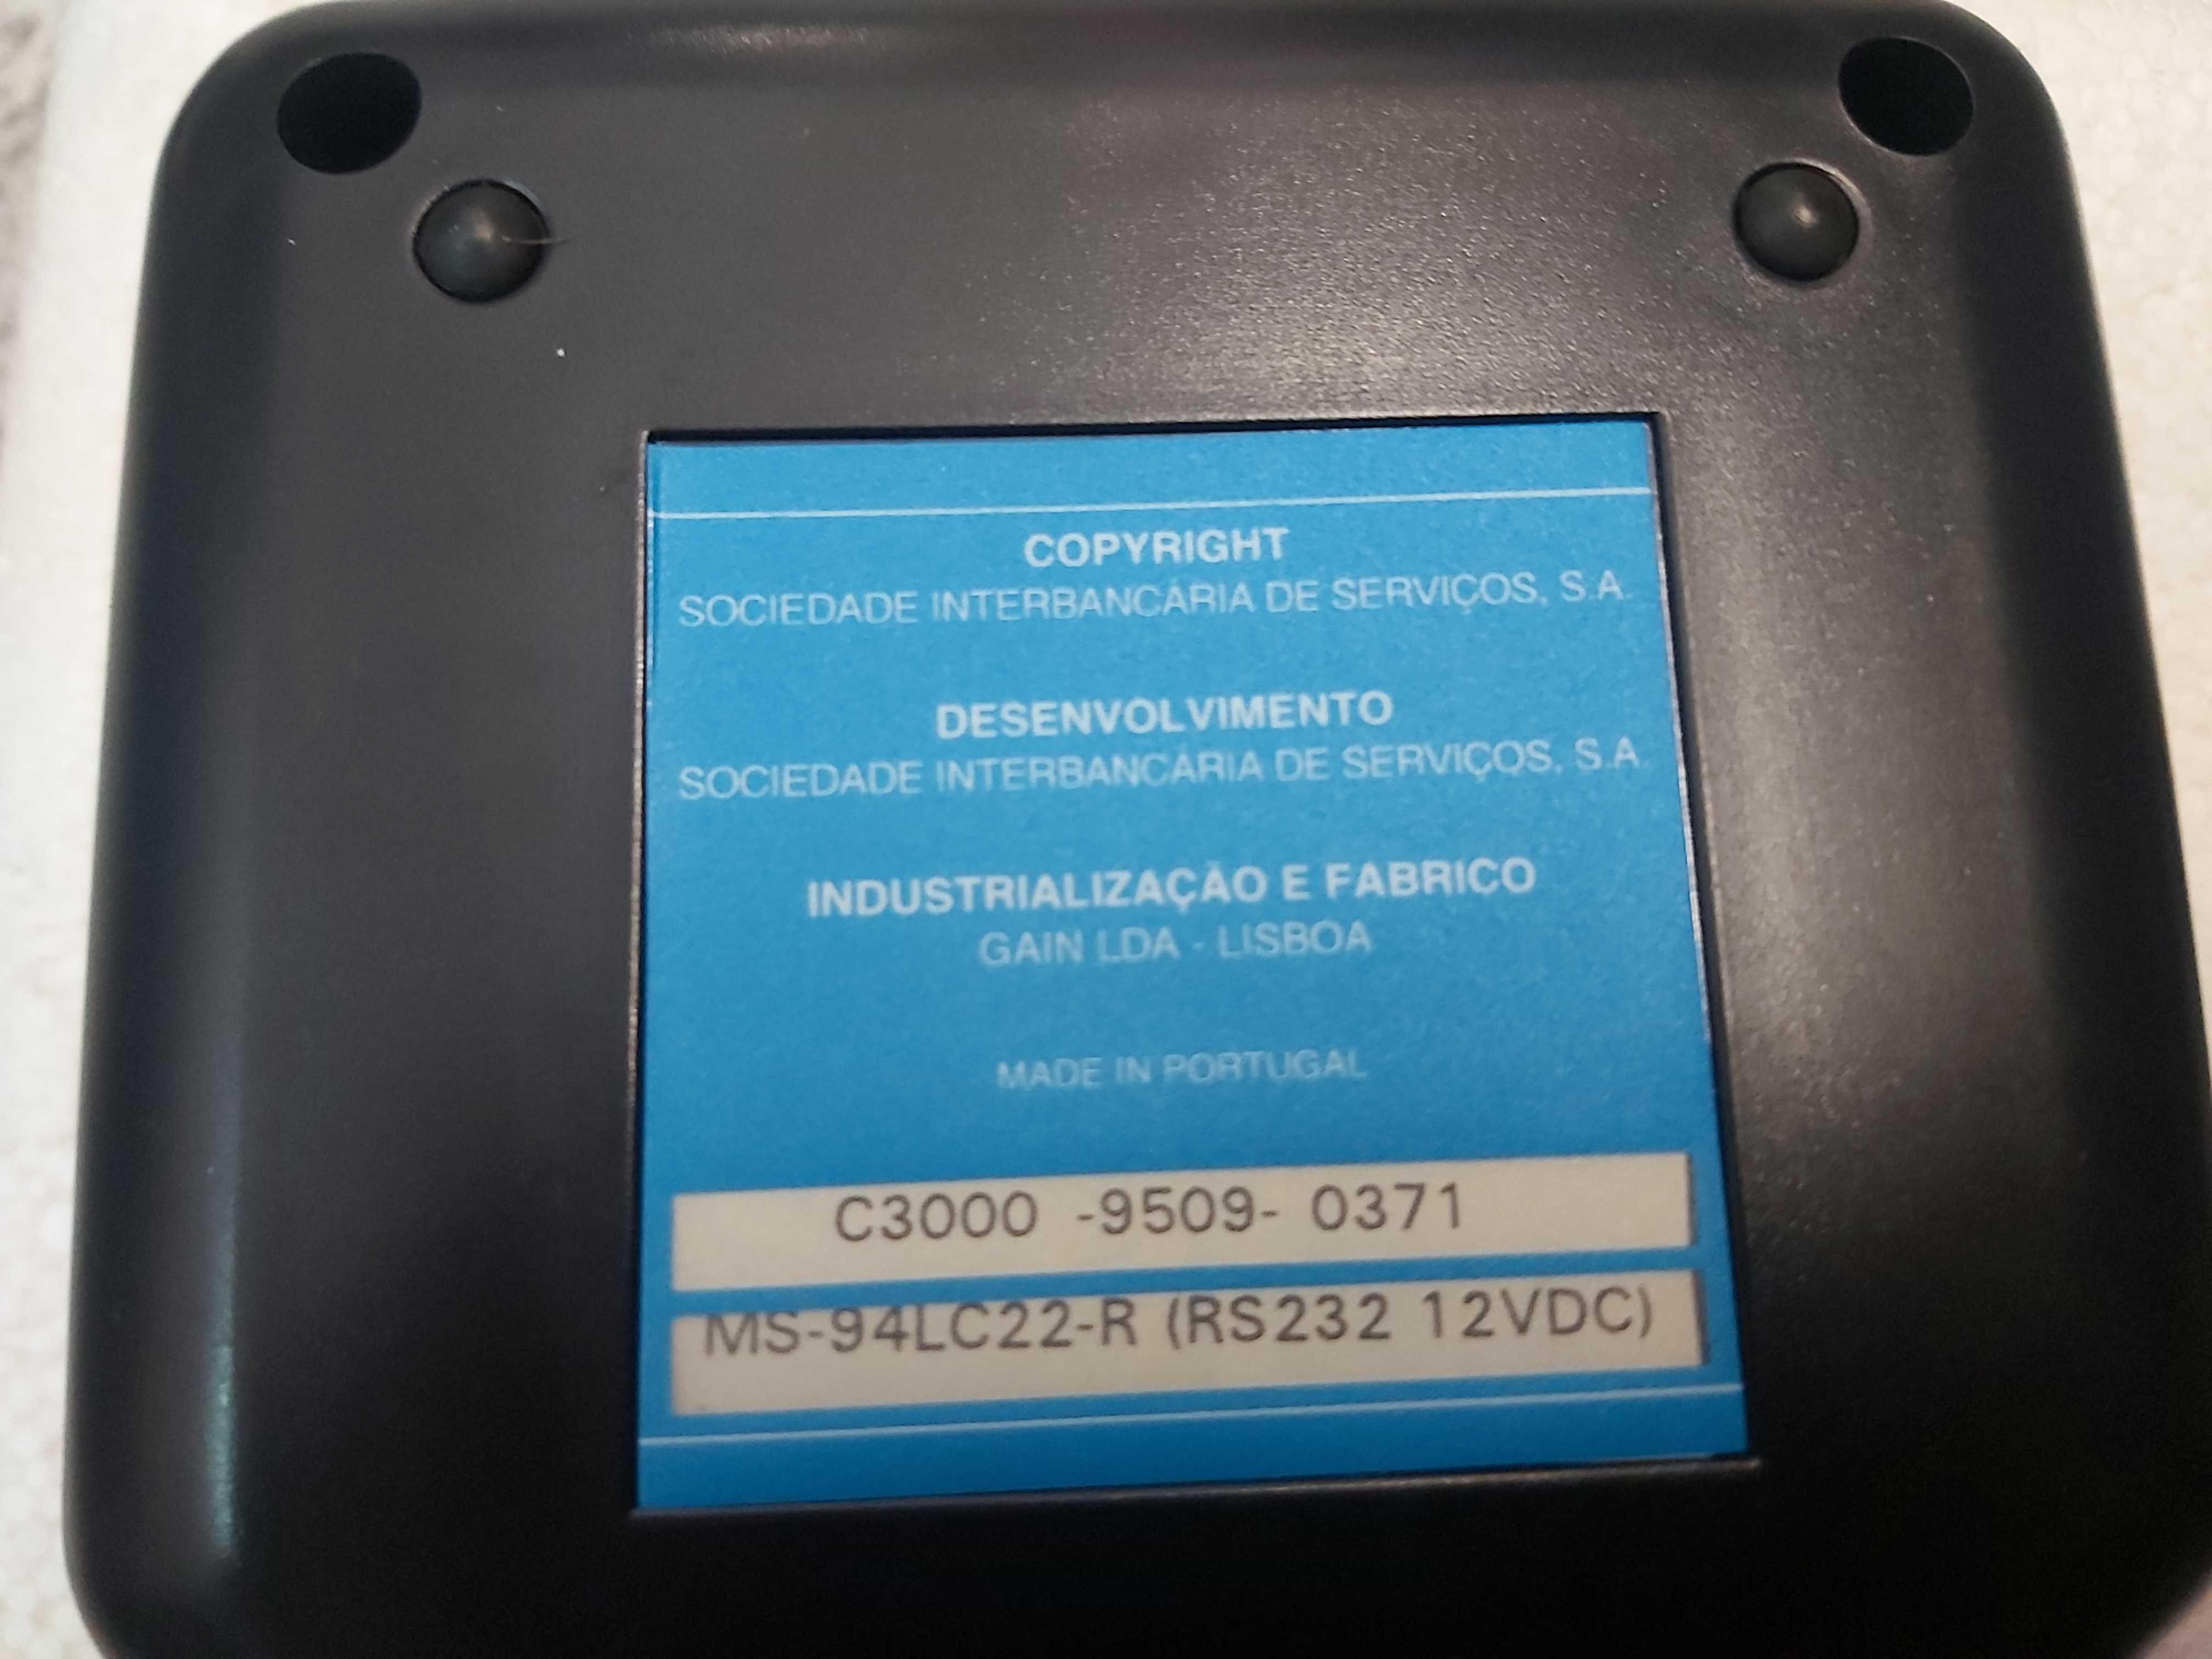 COPYRIGHT
SOCIEDADE INTERBANCÁRIA DE SERVIÇOS, S.A.
DESENVOLVIMENTO
SOCIEDADE INTERBANCÁRIA DE SERVIÇOS, S.A.
INDUSTRIALIZAÇÃO E FABRICO
GAIN LDA - LISBOA
MADE IN PORTUGAL
C3000 -9509- 0371
MS-94LC22-R (RS232 12VDC)